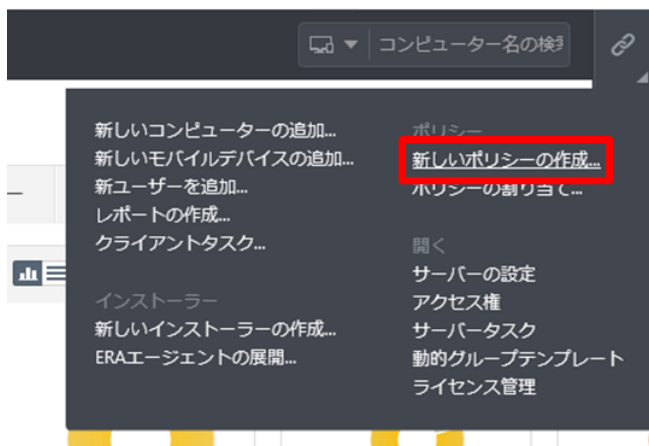 コンピューター名の検
新しいコンピューターの追加...
新しいモバイルデバイスの追加...
新ユーザーを追加...
レポートの作成...
クライアントタスク...
インストーラー
新しいインストーラーの作成...
ERAエージェントの展開...
ポリシー
新しいポリシーの作成...
ポリシーの割り当て...
開く
サーバーの設定
アクセス権
サーバータスク
動的グループテンプレート
ライセンス管理